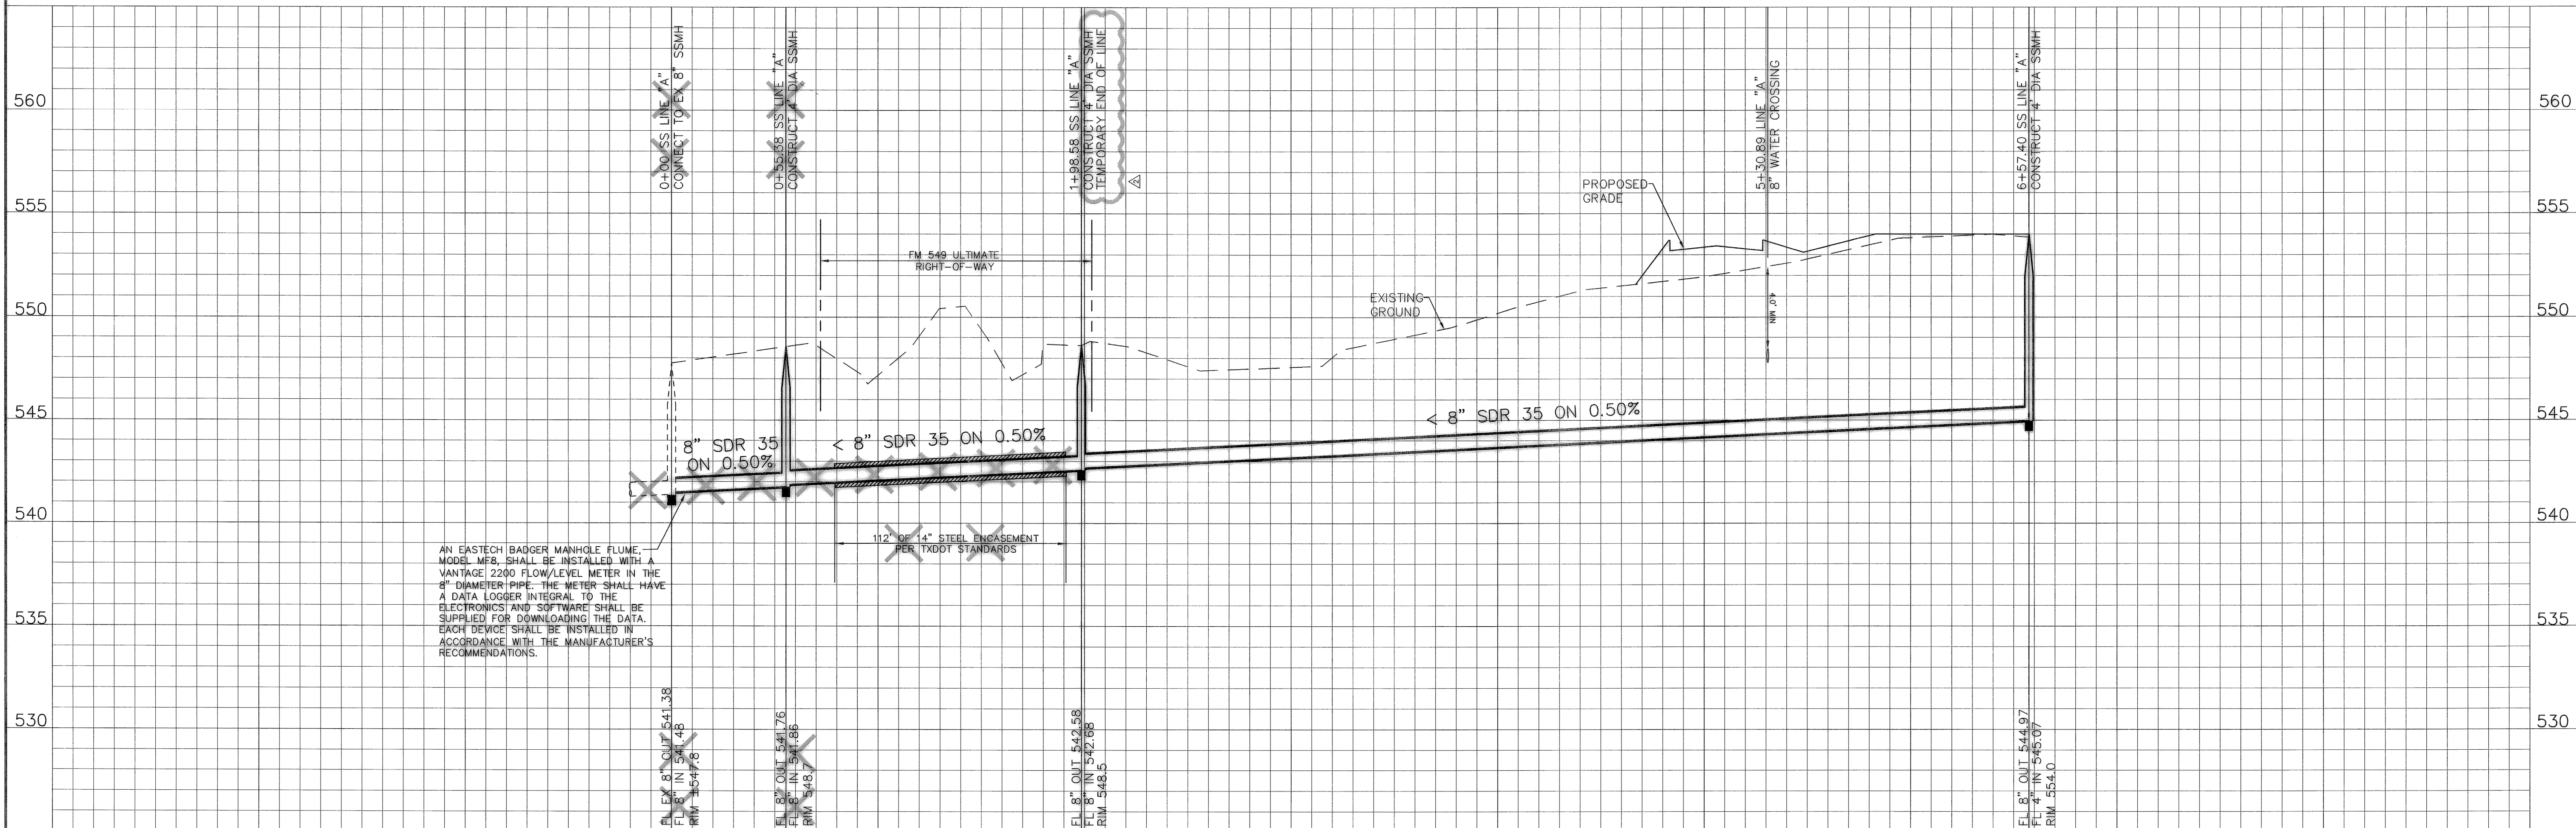 560
555
550
545
540
535
530
0+00 SS LINE "A"
CONNECT TO EX 8" SSMH
0+55.38 SS LINE "A"
CONSTRUCT 4' DIA SSMH
1+98.58 SS LINE "A"
CONSTRUCT 4' DIA SSMH
TEMPORARY END OF LINE
2
5+30.89 LINE "A"
8" WATER CROSSING
6+57.40 SS LINE "A"
CONSTRUCT 4' DIA SSMH
560
555
550
545
540
535
530
PROPOSED
GRADE
FM 549 ULTIMATE
RIGHT-OF-WAY
EXISTING
GROUND
4.0' MIN
8" SDR 35
ON 0.50%
< 8" SDR 35 ON 0.50%
< 8" SDR 35 ON 0.50%
112' OF 14" STEEL ENCASEMENT
PER TXDOT STANDARDS
AN EASTECH BADGER MANHOLE FLUME,
MODEL MF8, SHALL BE INSTALLED WITH A
VANTAGE 2200 FLOW/LEVEL METER IN THE
8" DIAMETER PIPE. THE METER SHALL HAVE
A DATA LOGGER INTEGRAL TO THE
ELECTRONICS AND SOFTWARE SHALL BE
SUPPLIED FOR DOWNLOADING THE DATA.
EACH DEVICE SHALL BE INSTALLED IN
ACCORDANCE WITH THE MANUFACTURER'S
RECOMMENDATIONS.
FL EX 8" OUT 541.38
FL 8" IN 541.48
RIM ±547.8
FL 8" OUT 541.76
FL 8" IN 541.86
RIM 548.7
FL 8" OUT 542.58
FL 8" IN 542.68
RIM 548.5
FL 8" OUT 544.97
FL 4" IN 545.07
RIM 554.0